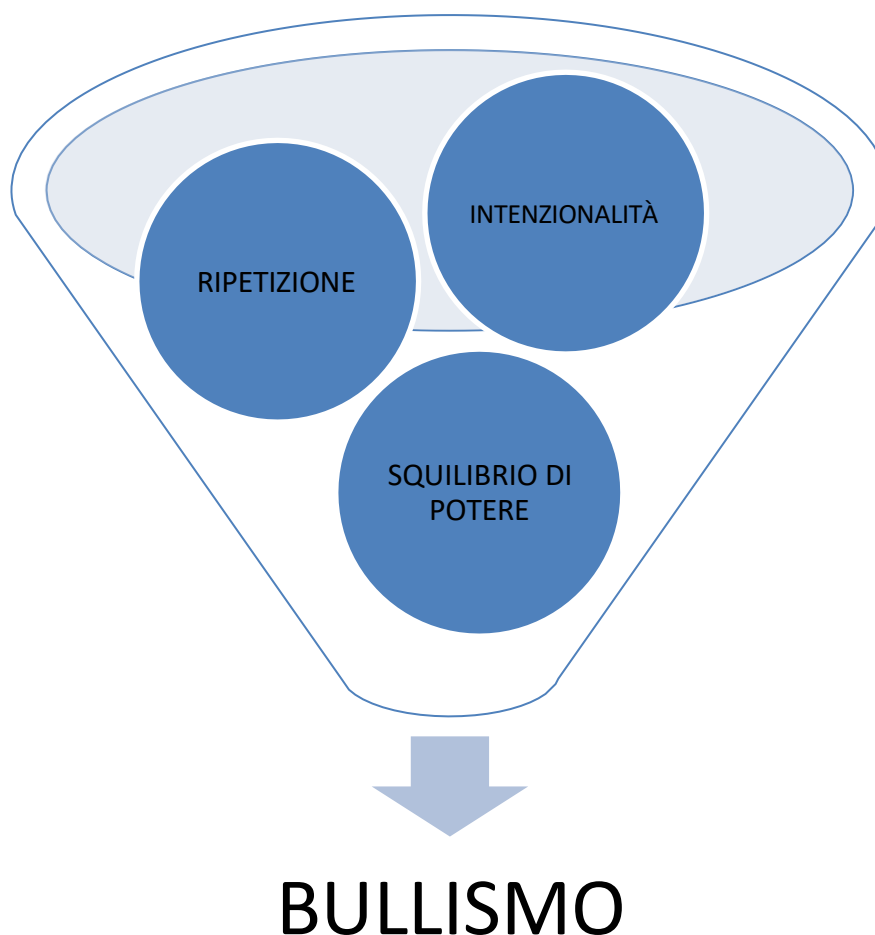 INTENZIONALITÀ
RIPETIZIONE
SQUILIBRIO DI
POTERE
BULLISMO